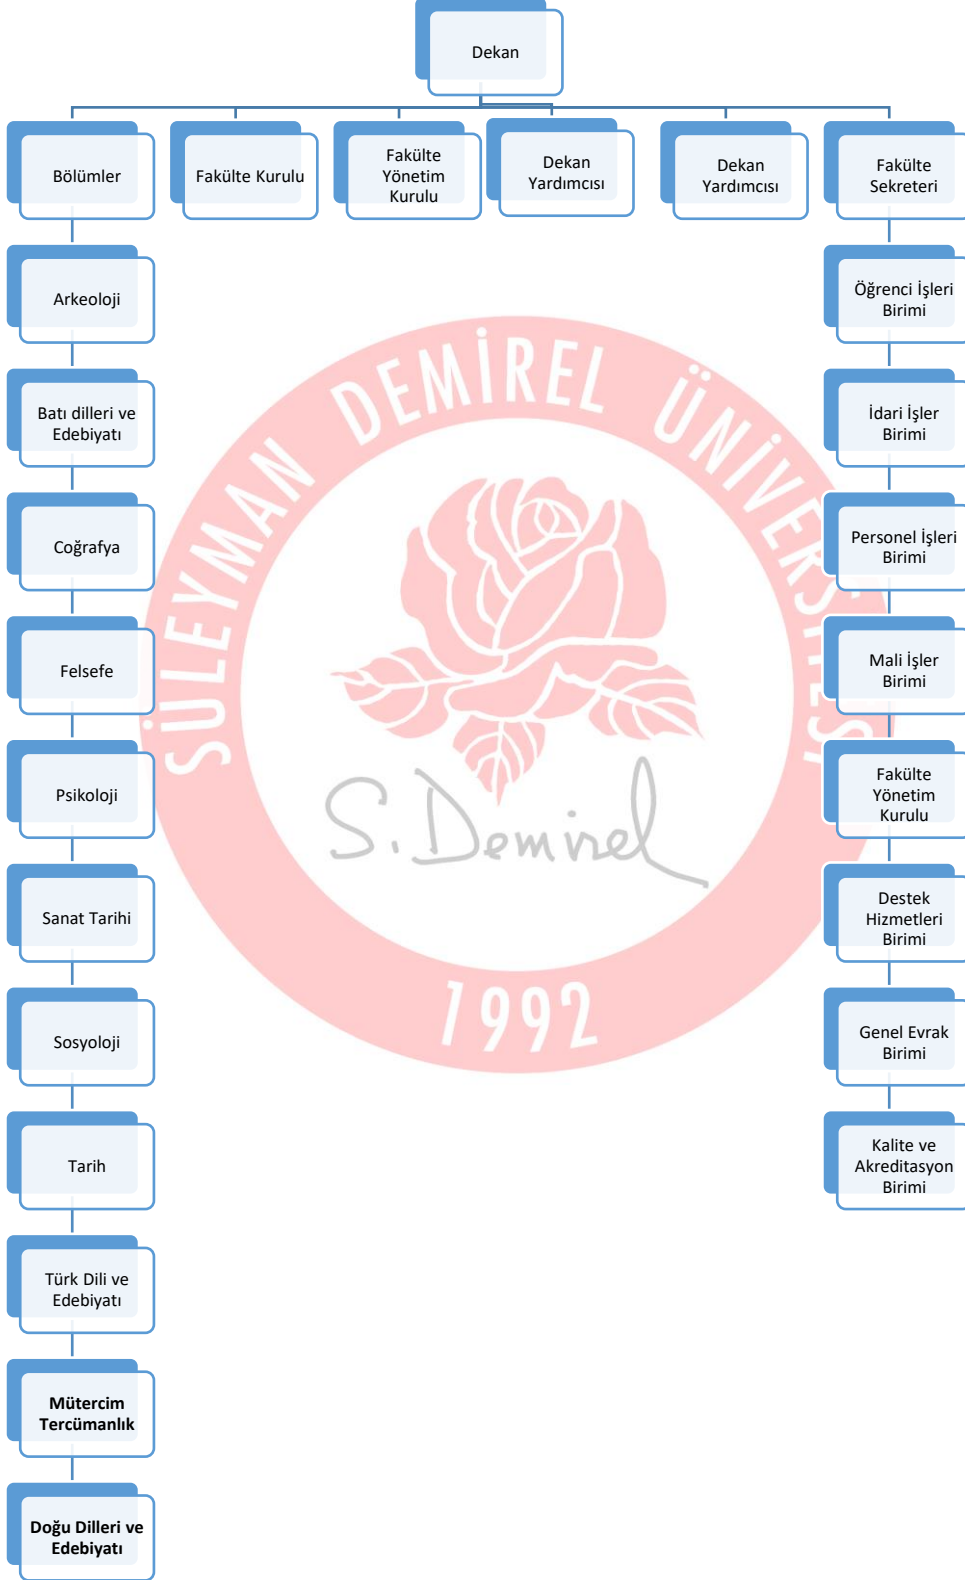 Dekan
Bölümler
Fakülte Kurulu
Fakülte
Yönetim
Kurulu
Dekan
Yardımcısı
Dekan
Yardımcısı
Fakülte
Sekreteri
Arkeoloji
Batı dilleri ve
Edebiyatı
Coğrafya
Felsefe
Psikoloji
Sanat Tarihi
Sosyoloji
Tarih
Türk Dili ve
Edebiyatı
Mütercim
Tercümanlık
Doğu Dilleri ve
Edebiyatı
Öğrenci İşleri
Birimi
İdari İşler
Birimi
Personel İşleri
Birimi
Mali İşler
Birimi
Fakülte
Yönetim
Kurulu
Destek
Hizmetleri
Birimi
Genel Evrak
Birimi
Kalite ve
Akreditasyon
Birimi
SÜLEYMAN DEMİREL ÜNİVERSİTESİ
S. Demirel
1992